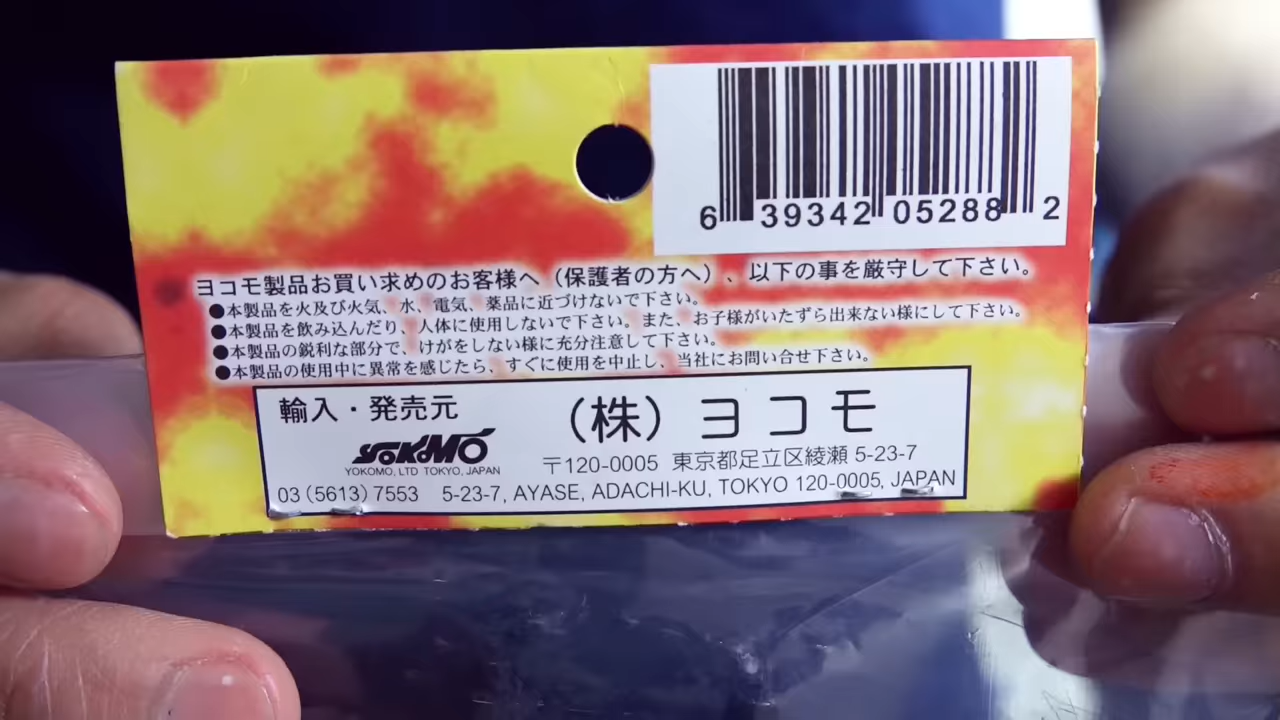 6 39342 05288 2
ヨコモ製品お買い求めのお客様へ（保護者の方へ）、以下の事を厳守して下さい。
●本製品を火及び火気、水、電気、薬品に近づけないで下さい。
●本製品を飲み込んだり、人体に使用しないで下さい。また、お子様がいたずら出来ない様にして下さい。
●本製品の鋭利な部分で、けがをしない様に充分注意して下さい。
●本製品の使用中に異常を感じたら、すぐに使用を中止し、当社にお問い合せ下さい。
輸入・発売元
（株）ヨコモ
YOKOMO
YOKOMO, LTD TOKYO, JAPAN
〒120-0005 東京都足立区綾瀬 5-23-7
03(5613)7553 5-23-7, AYASE, ADACHI-KU, TOKYO 120-0005, JAPAN